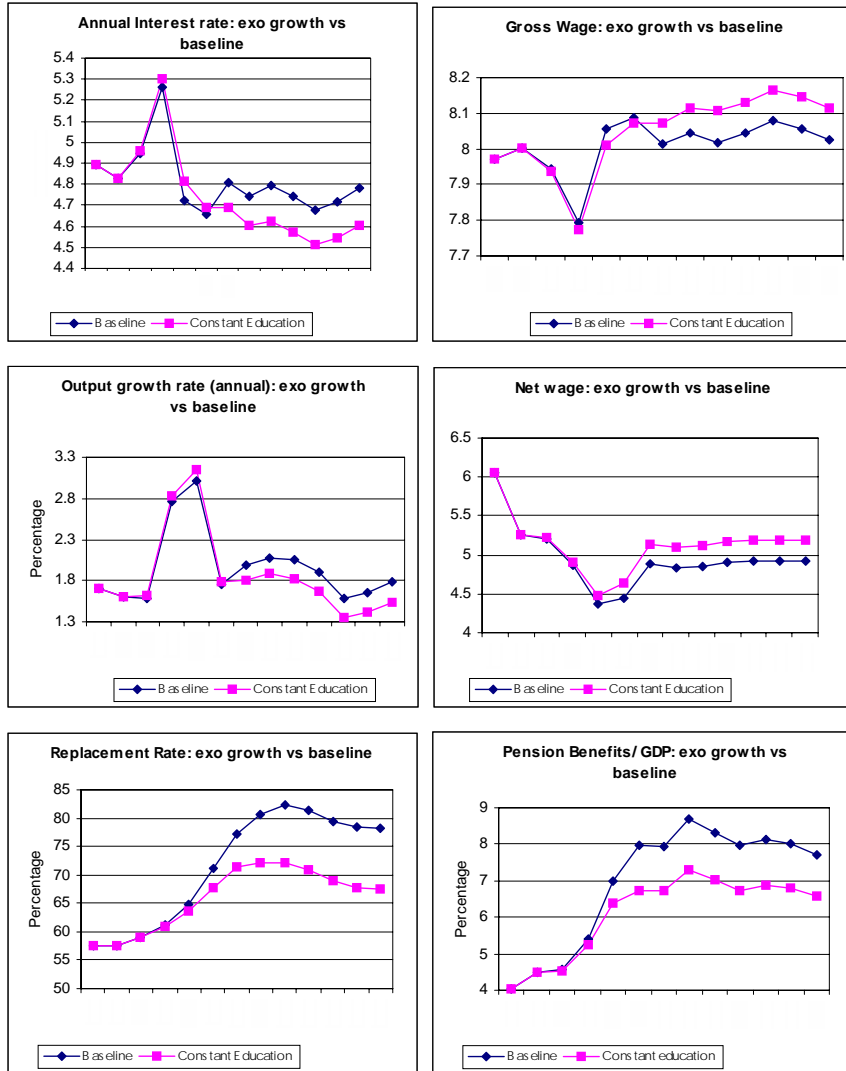 Annual Interest rate: exo growth vs
baseline
5.4
5.3
5.2
5.1
5
4.9
4.8
4.7
4.6
4.5
4.4
Baseline
Constant Education
Gross Wage: exo growth vs baseline
8.2
8.1
8
7.9
7.8
7.7
Baseline
Constant Education
Output growth rate (annual): exo growth
vs baseline
Percentage
3.3
2.8
2.3
1.8
1.3
Baseline
Constant Education
Net wage: exo growth vs baseline
6.5
6
5.5
5
4.5
4
Baseline
Constant Education
Replacement Rate: exo growth vs baseline
Percentage
85
80
75
70
65
60
55
50
Baseline
Constant Education
Pension Benefits/ GDP: exo growth vs
baseline
Percentage
9
8
7
6
5
4
Baseline
Constant education